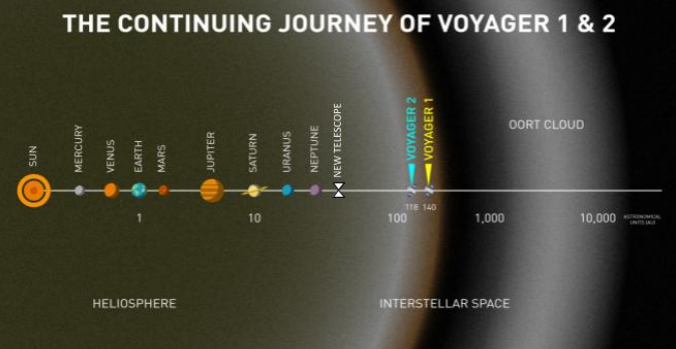 THE CONTINUING JOURNEY OF VOYAGER 1 & 2
SUN
MERCURY
VENUS
EARTH
MARS
JUPITER
SATURN
URANUS
NEPTUNE
NEW TELESCOPE
VOYAGER 2
VOYAGER 1
OORT CLOUD
118 140
1 10 100 1,000 10,000
ASTRONOMICAL
UNITS (AU)
HELIOSPHERE INTERSTELLAR SPACE